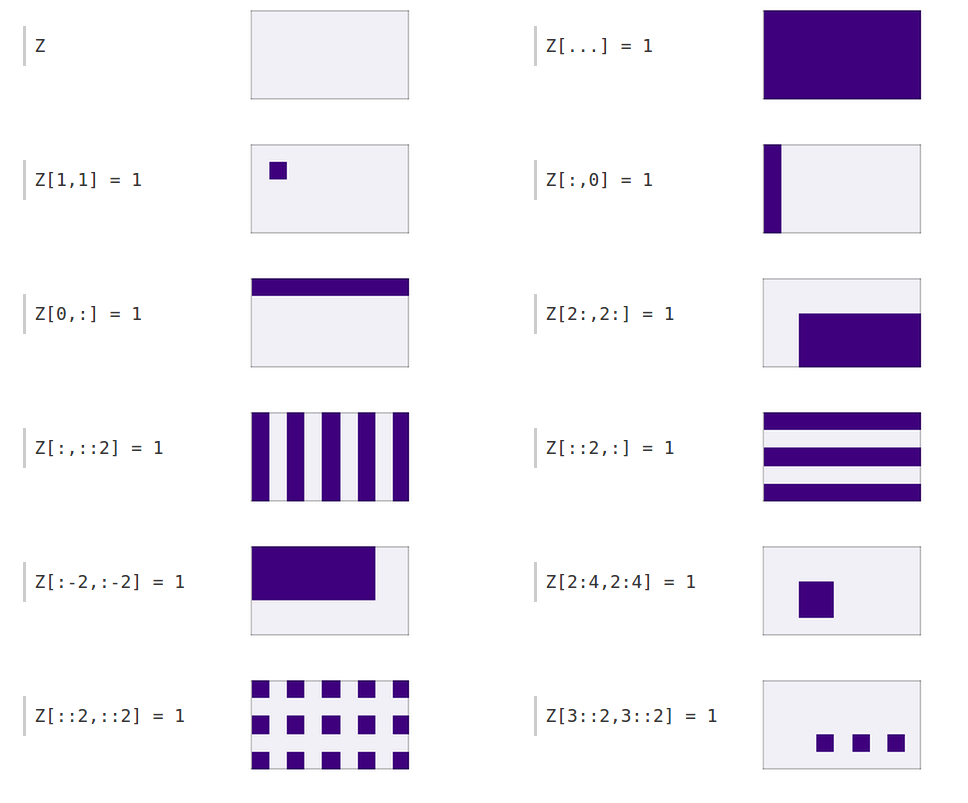 Z
Z[...] = 1
Z[1,1] = 1
Z[:,0] = 1
Z[0,:] = 1
Z[2:,2:] = 1
Z[:,::2] = 1
Z[::2,:] = 1
Z[:-2,:-2] = 1
Z[2:4,2:4] = 1
Z[::2,::2] = 1
Z[3::2,3::2] = 1